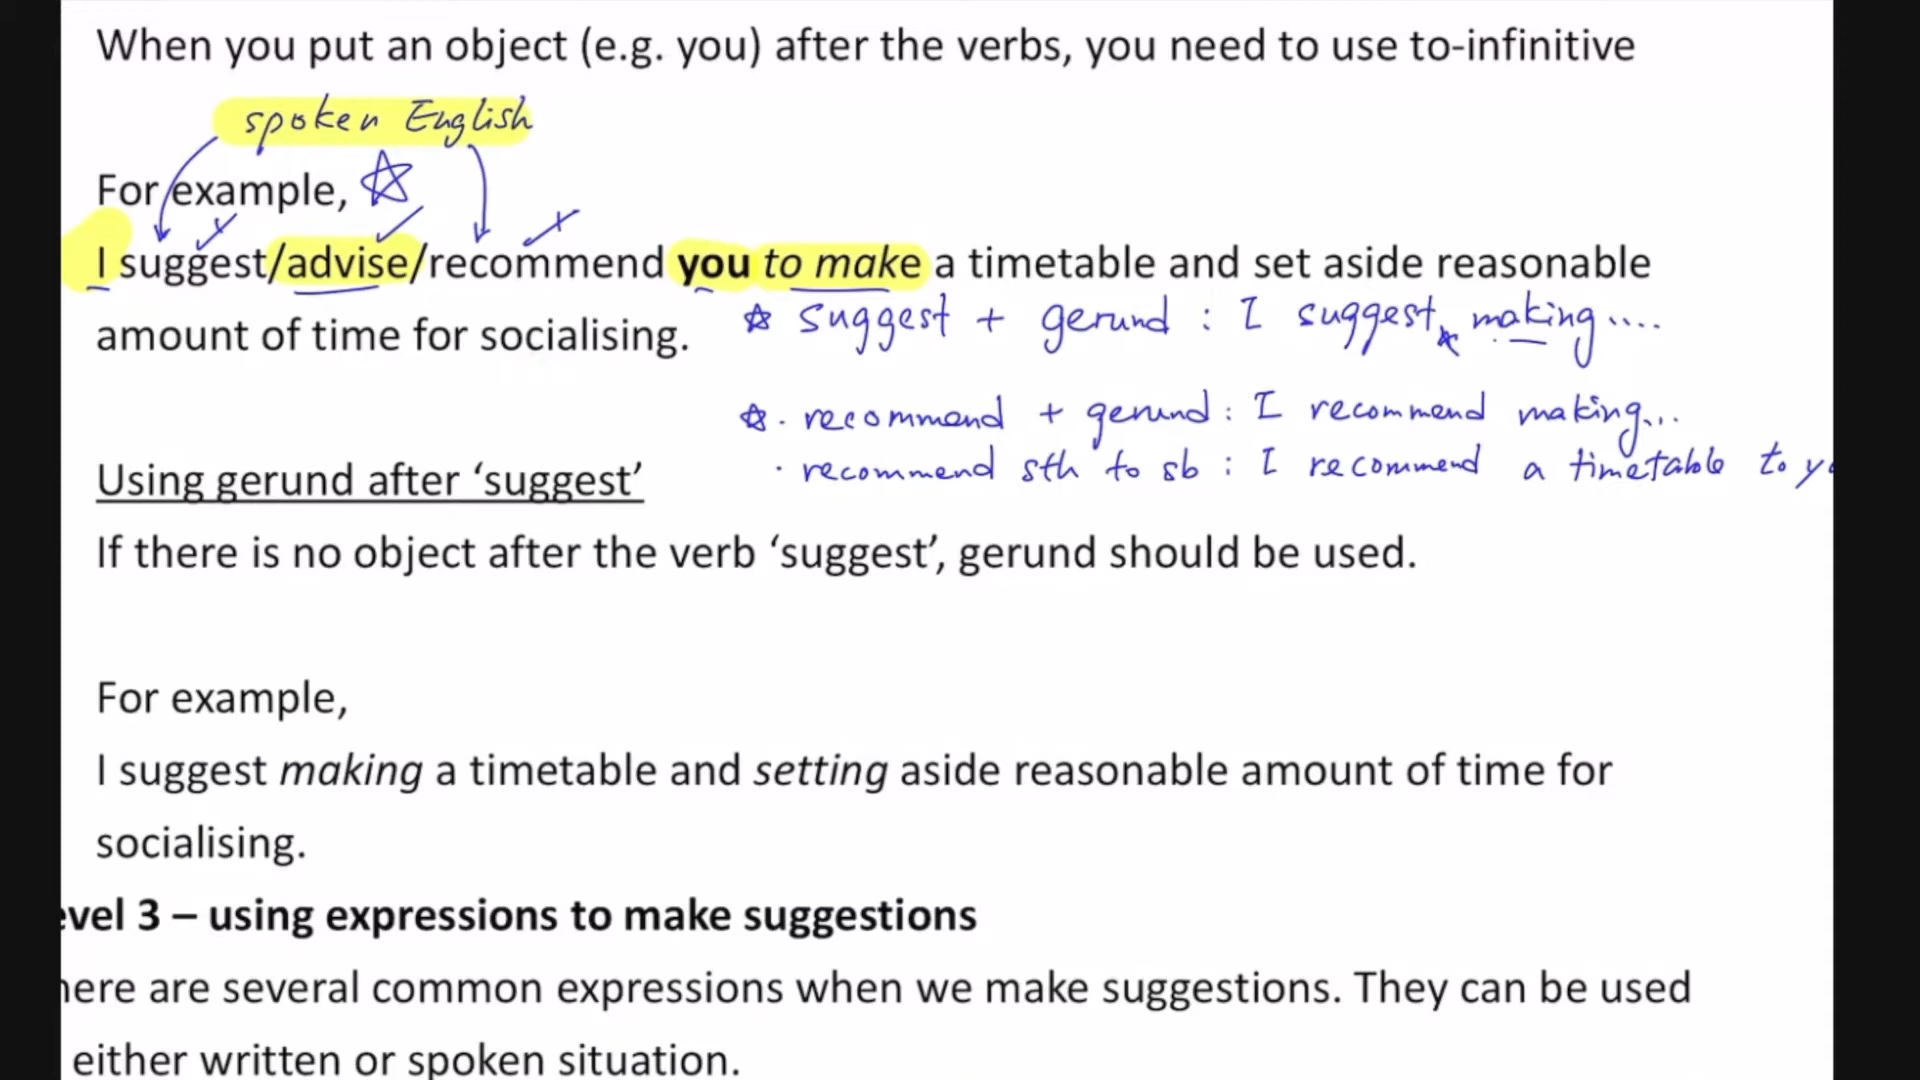 When you put an object (e.g. you) after the verbs, you need to use to-infinitive
spoken English
For example,
I suggest/advise/recommend you to make a timetable and set aside reasonable
amount of time for socialising.
suggest + gerund : I suggest making....
recommend + gerund : I recommend making...
recommend sth to sb : I recommend a timetable to y
Using gerund after ‘suggest’
If there is no object after the verb ‘suggest’, gerund should be used.
For example,
I suggest making a timetable and setting aside reasonable amount of time for
socialising.
evel 3 – using expressions to make suggestions
here are several common expressions when we make suggestions. They can be used
either written or spoken situation.